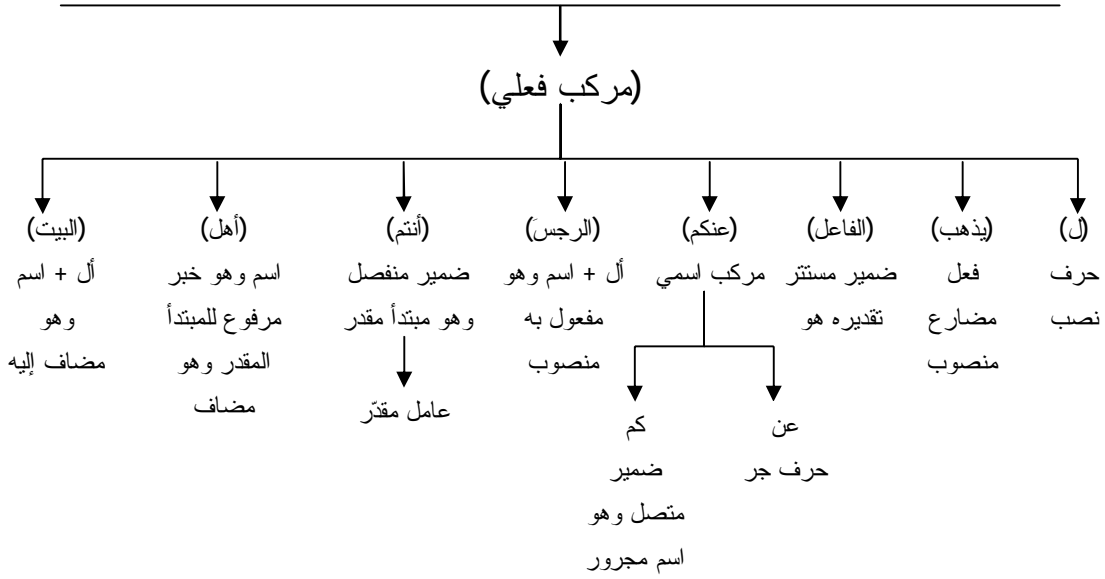 (مركب فعلي)
(ل)
حرف
نصب
(يذهب)
فعل
مضارع
منصوب
(الفاعل)
ضمير مستتر
تقديره هو
(عنكم)
مركب اسمي
عن
حرف جر
كم
ضمير
متصل وهو
اسم مجرور
(الرجسَ)
أل + اسم وهو
مفعول به
منصوب
(أنتم)
ضمير منفصل
وهو مبتدأ مقدر
عامل مقدّر
(أهل)
اسم وهو خبر
مرفوع للمبتدأ
المقدر وهو
مضاف
(البيت)
أل + اسم
وهو
مضاف إليه